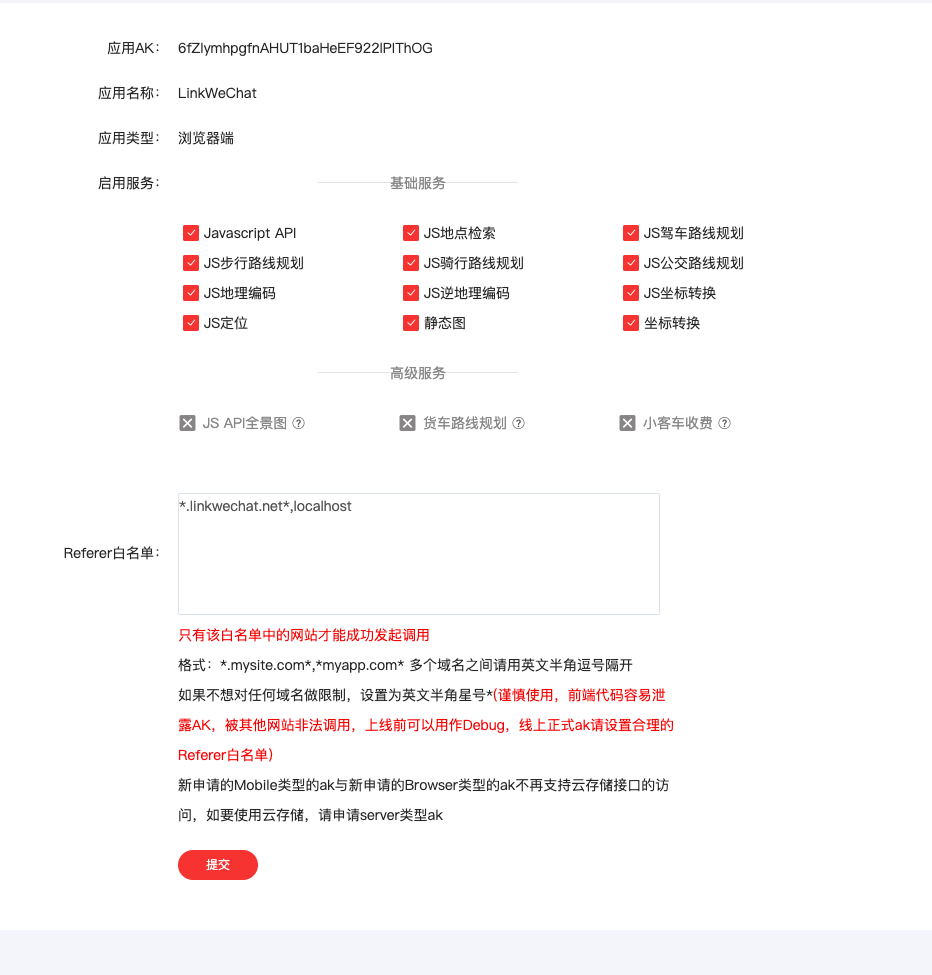 应用AK： 6fZlymhpgfnAHUT1baHeEF922lPIThOG
应用名称： LinkWeChat
应用类型： 浏览器端
启用服务： 基础服务
Javascript API JS地点检索 JS驾车路线规划
JS步行路线规划 JS骑行路线规划 JS公交路线规划
JS地理编码 JS逆地理编码 JS坐标转换
JS定位 静态图 坐标转换
高级服务
JS API全景图 ? 货车路线规划 ? 小客车收费 ?
*.linkwechat.net*,localhost
Referer白名单：
只有该白名单中的网站才能成功发起调用
格式：*.mysite.com*,*myapp.com* 多个域名之间请用英文半角逗号隔开
如果不想对任何域名做限制，设置为英文半角星号*(谨慎使用，前端代码容易泄
露AK，被其他网站非法调用，上线前可以用作Debug，线上正式ak请设置合理的
Referer白名单)
新申请的Mobile类型的ak与新申请的Browser类型的ak不再支持云存储接口的访
问，如要使用云存储，请申请server类型ak
提交